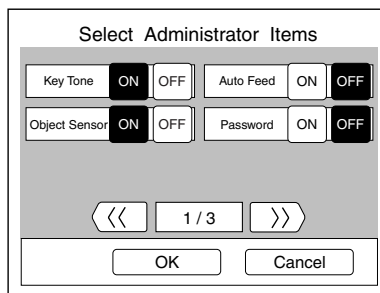 Select Administrator Items
Key Tone ON OFF Auto Feed ON OFF
Object Sensor ON OFF Password ON OFF
<< 1 / 3 >>
OK Cancel